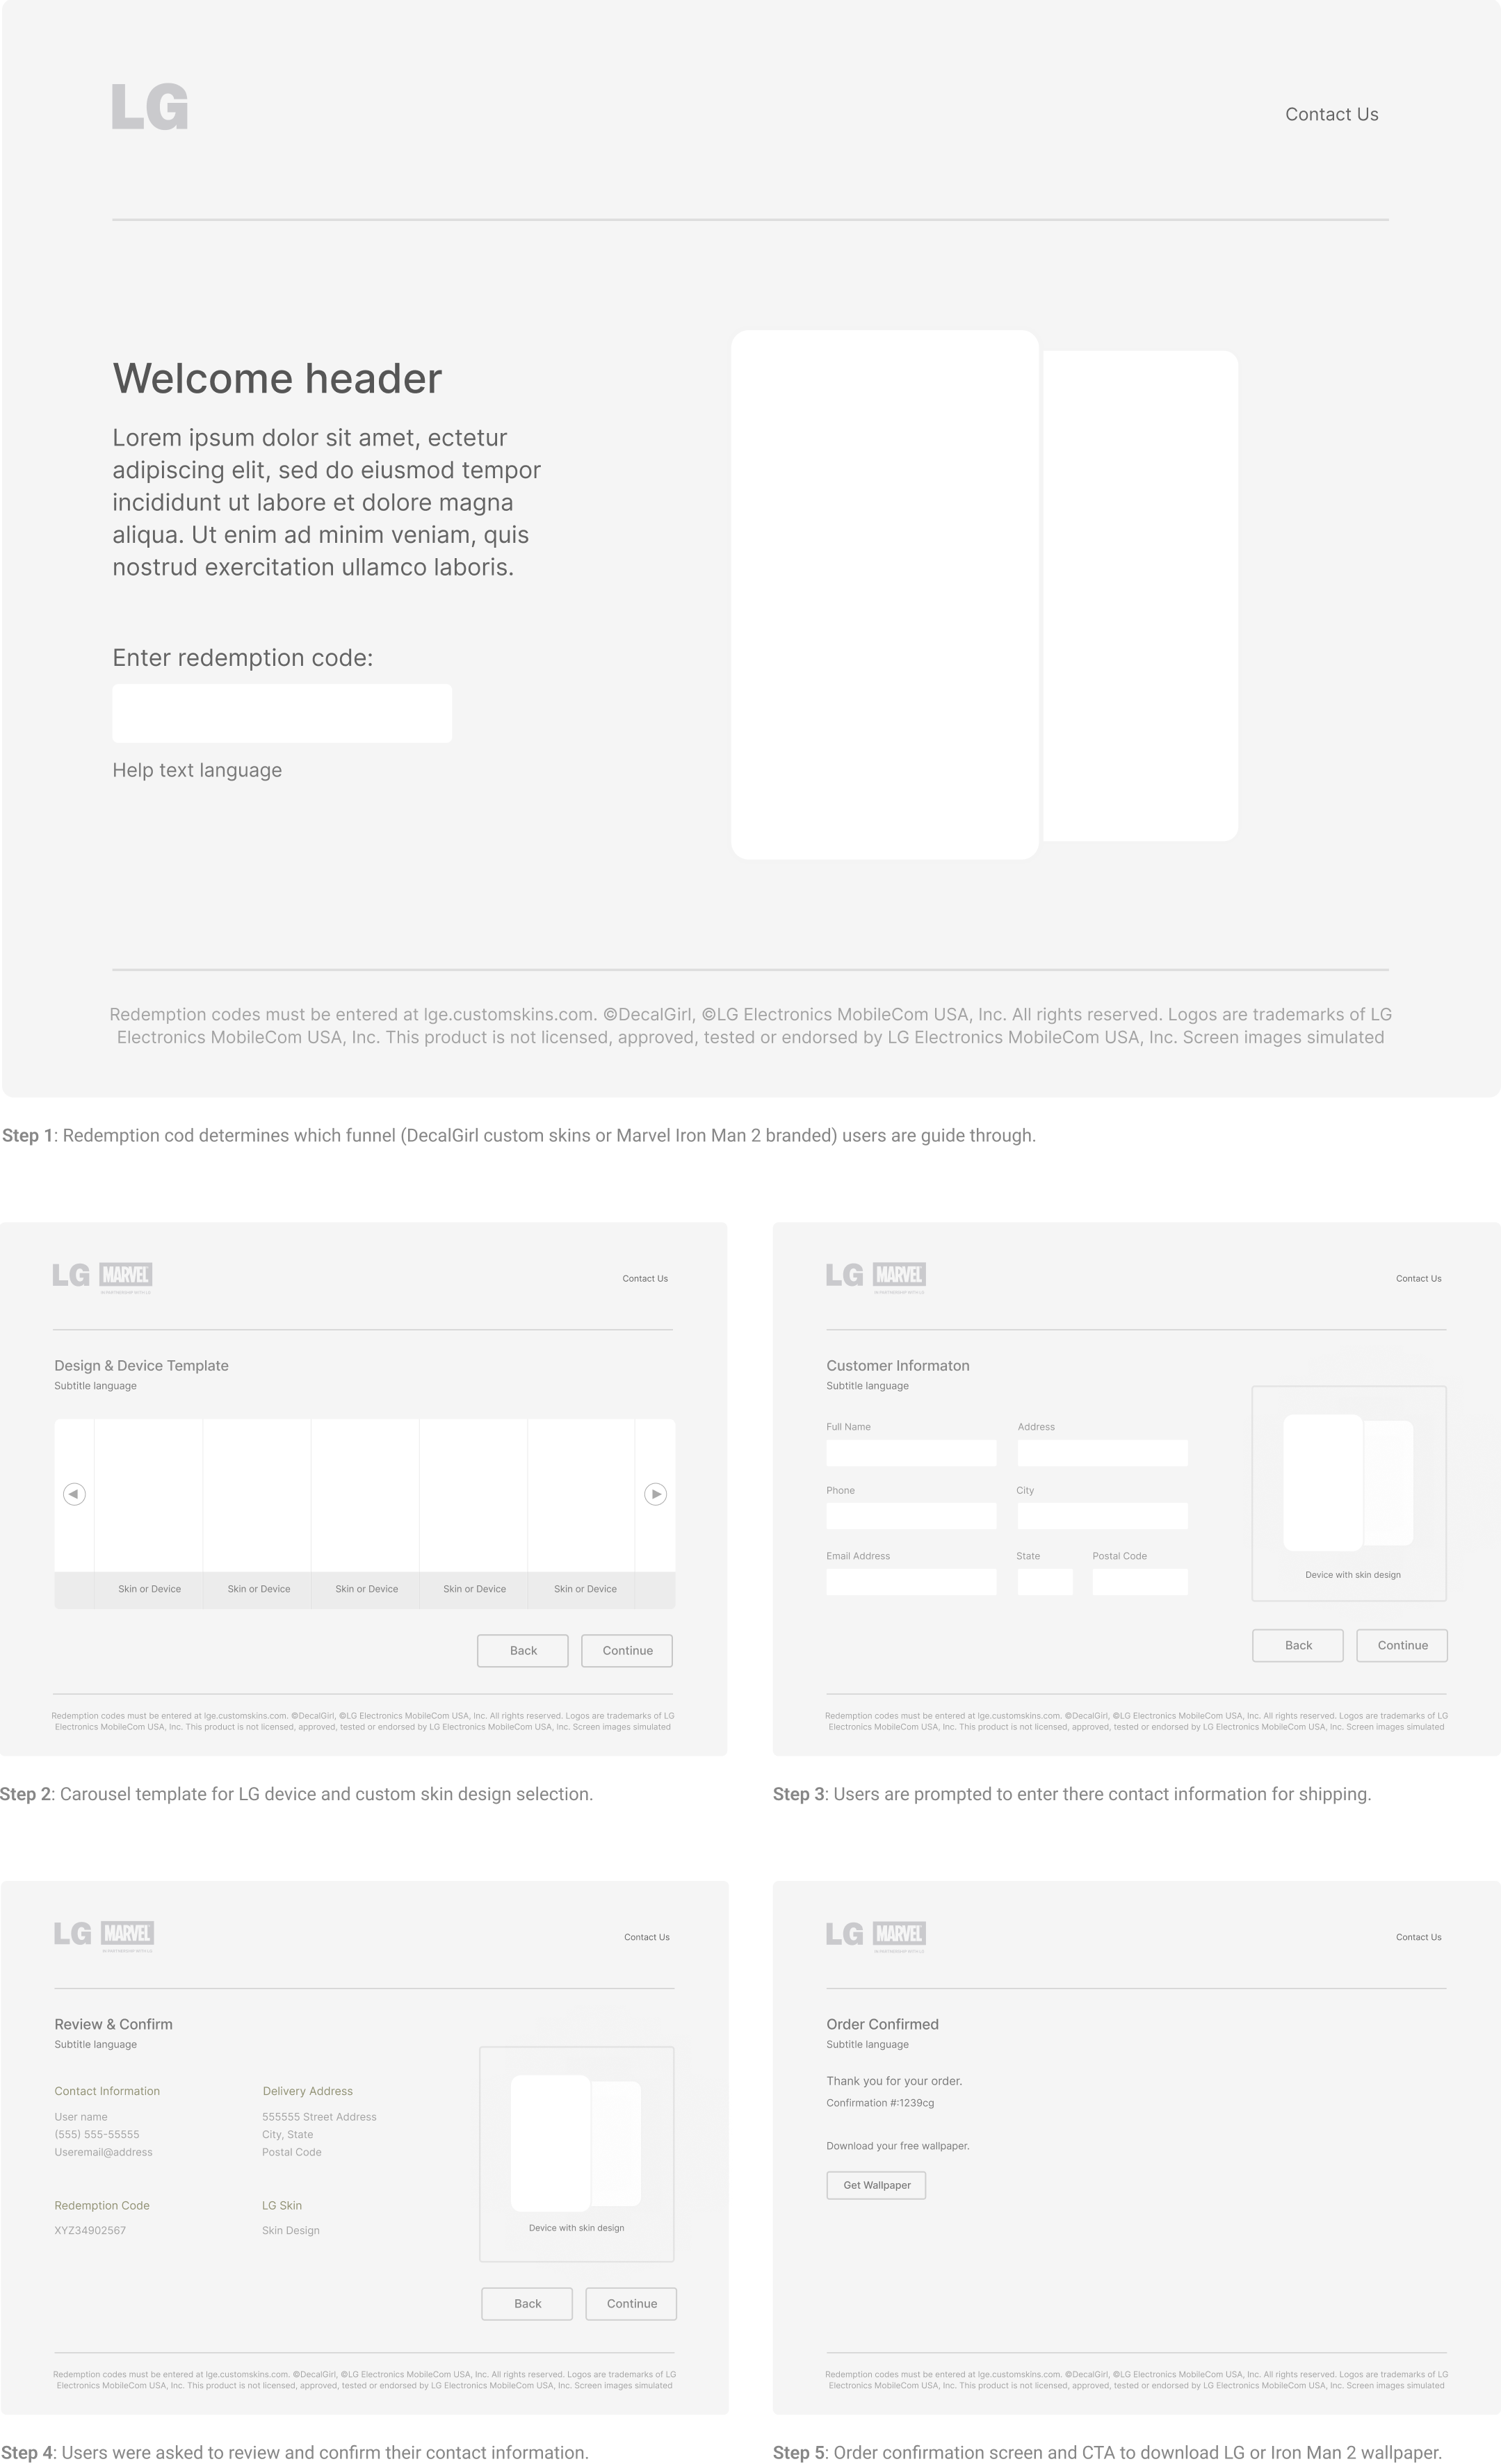 LG
Contact Us
Welcome header
Lorem ipsum dolor sit amet, ectetur
adipiscing elit, sed do eiusmod tempor
incididunt ut labore et dolore magna
aliqua. Ut enim ad minim veniam, quis
nostrud exercitation ullamco laboris.
Enter redemption code:
Help text language
Redemption codes must be entered at lge.customskins.com. ©DecalGirl, ©LG Electronics MobileCom USA, Inc. All rights reserved. Logos are trademarks of LG
Electronics MobileCom USA, Inc. This product is not licensed, approved, tested or endorsed by LG Electronics MobileCom USA, Inc. Screen images simulated
Step 1: Redemption cod determines which funnel (DecalGirl custom skins or Marvel Iron Man 2 branded) users are guide through.
LG MARVEL
IN PARTNERSHIP WITH LG
Contact Us
Design & Device Template
Subtitle language
Skin or Device Skin or Device Skin or Device Skin or Device Skin or Device
Back Continue
Redemption codes must be entered at lge.customskins.com. ©DecalGirl, ©LG Electronics MobileCom USA, Inc. All rights reserved. Logos are trademarks of LG
Electronics MobileCom USA, Inc. This product is not licensed, approved, tested or endorsed by LG Electronics MobileCom USA, Inc. Screen images simulated
Step 2: Carousel template for LG device and custom skin design selection.
LG MARVEL
IN PARTNERSHIP WITH LG
Contact Us
Customer Informaton
Subtitle language
Full Name Address
Phone City
Email Address State Postal Code
Device with skin design
Back Continue
Redemption codes must be entered at lge.customskins.com. ©DecalGirl, ©LG Electronics MobileCom USA, Inc. All rights reserved. Logos are trademarks of LG
Electronics MobileCom USA, Inc. This product is not licensed, approved, tested or endorsed by LG Electronics MobileCom USA, Inc. Screen images simulated
Step 3: Users are prompted to enter there contact information for shipping.
LG MARVEL
IN PARTNERSHIP WITH LG
Contact Us
Review & Confirm
Subtitle language
Contact Information Delivery Address
User name 555555 Street Address
(555) 555-55555 City, State
Useremail@address Postal Code
Redemption Code LG Skin
XYZ34902567 Skin Design
Device with skin design
Back Continue
Redemption codes must be entered at lge.customskins.com. ©DecalGirl, ©LG Electronics MobileCom USA, Inc. All rights reserved. Logos are trademarks of LG
Electronics MobileCom USA, Inc. This product is not licensed, approved, tested or endorsed by LG Electronics MobileCom USA, Inc. Screen images simulated
Step 4: Users were asked to review and confirm their contact information.
LG MARVEL
IN PARTNERSHIP WITH LG
Contact Us
Order Confirmed
Subtitle language
Thank you for your order.
Confirmation #:1239cg
Download your free wallpaper.
Get Wallpaper
Redemption codes must be entered at lge.customskins.com. ©DecalGirl, ©LG Electronics MobileCom USA, Inc. All rights reserved. Logos are trademarks of LG
Electronics MobileCom USA, Inc. This product is not licensed, approved, tested or endorsed by LG Electronics MobileCom USA, Inc. Screen images simulated
Step 5: Order confirmation screen and CTA to download LG or Iron Man 2 wallpaper.